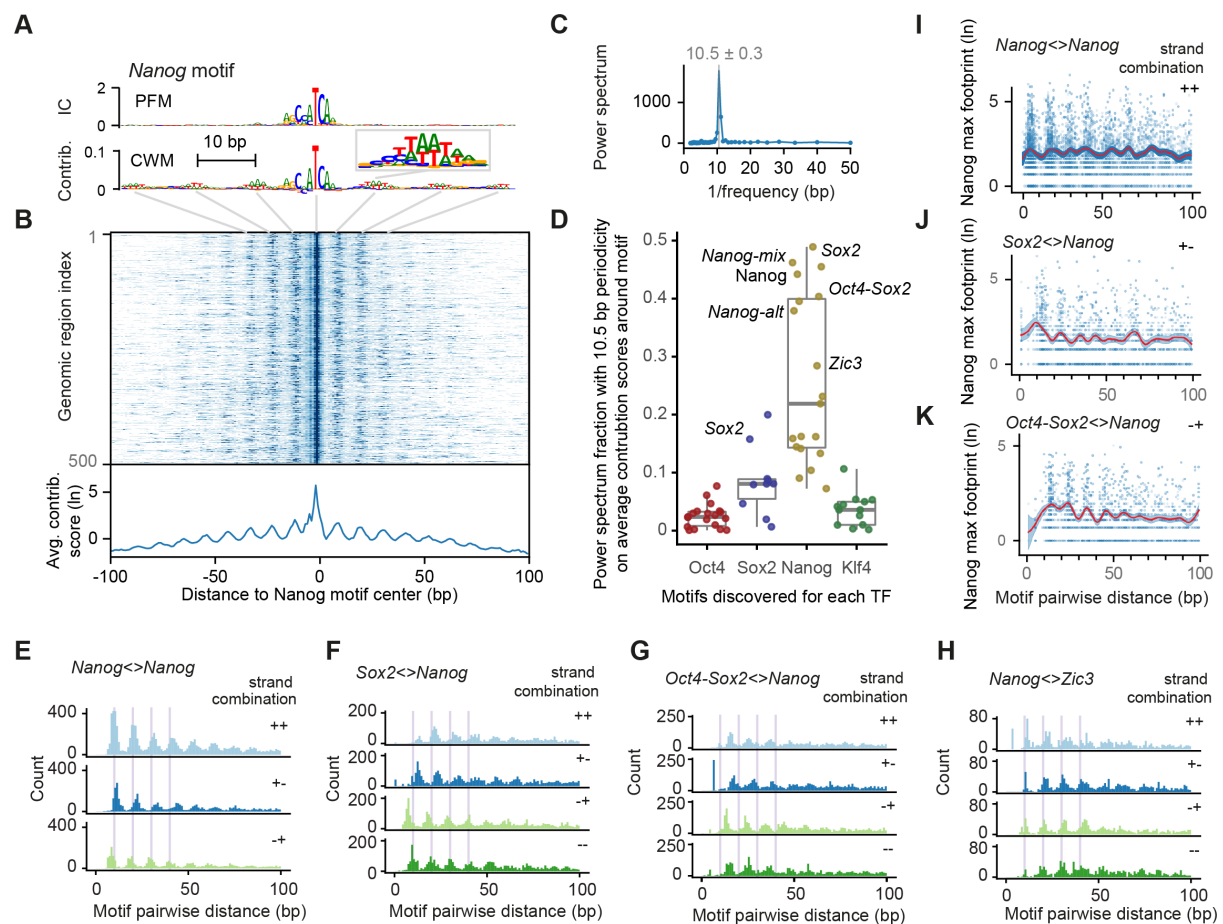 A
Nanog motif
IC
2
0
PFM
10 bp
Contrib.
0.1
0
CWM
B
Genomic region index
1
500
Avg. contrib.
score (ln)
5
0
-100
-50
0
50
100
Distance to Nanog motif center (bp)
C
10.5 ± 0.3
Power spectrum
1000
0
0
10
20
30
40
50
1/frequency (bp)
D
Power spectrum fraction with 10.5 bp periodicity
on average contrubtion scores around motif
0.5
0.4
0.3
0.2
0.1
0
Nanog-mix
Nanog
Nanog-alt
Sox2
Oct4-Sox2
Zic3
Sox2
Oct4
Sox2
Nanog
Klf4
Motifs discovered for each TF
I
Nanog<>Nanog
strand
combination
++
Nanog max footprint (ln)
5
0
0
50
100
J
Sox2<>Nanog
+-
Nanog max footprint (ln)
5
0
0
50
100
K
Oct4-Sox2<>Nanog
-+
Nanog max footprint (ln)
5
0
0
50
100
Motif pairwise distance (bp)
E
Nanog<>Nanog
strand
combination
Count
400
0
++
400
0
+-
400
0
-+
0
50
100
Motif pairwise distance (bp)
F
Sox2<>Nanog
strand
combination
Count
200
0
++
200
0
+-
200
0
-+
200
0
--
0
50
100
Motif pairwise distance (bp)
G
Oct4-Sox2<>Nanog
strand
combination
Count
250
0
++
250
0
+-
250
0
-+
250
0
--
0
50
100
Motif pairwise distance (bp)
H
Nanog<>Zic3
strand
combination
Count
80
0
++
80
0
+-
80
0
-+
80
0
--
0
50
100
Motif pairwise distance (bp)